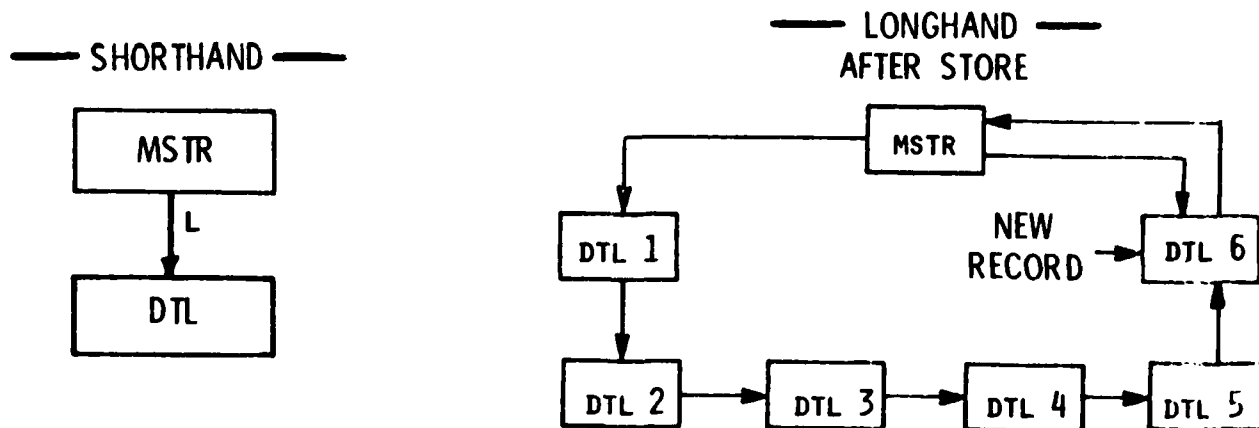 SHORTHAND
MSTR
L
DTL
LONGHAND
AFTER STORE
MSTR
DTL 1
NEW
RECORD
DTL 6
DTL 2
DTL 3
DTL 4
DTL 5